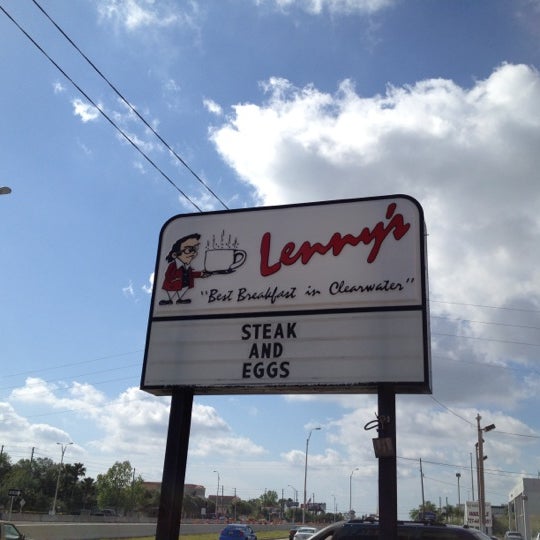 Lenny's
"Best Breakfast in Clearwater"
STEAK
AND
EGGS